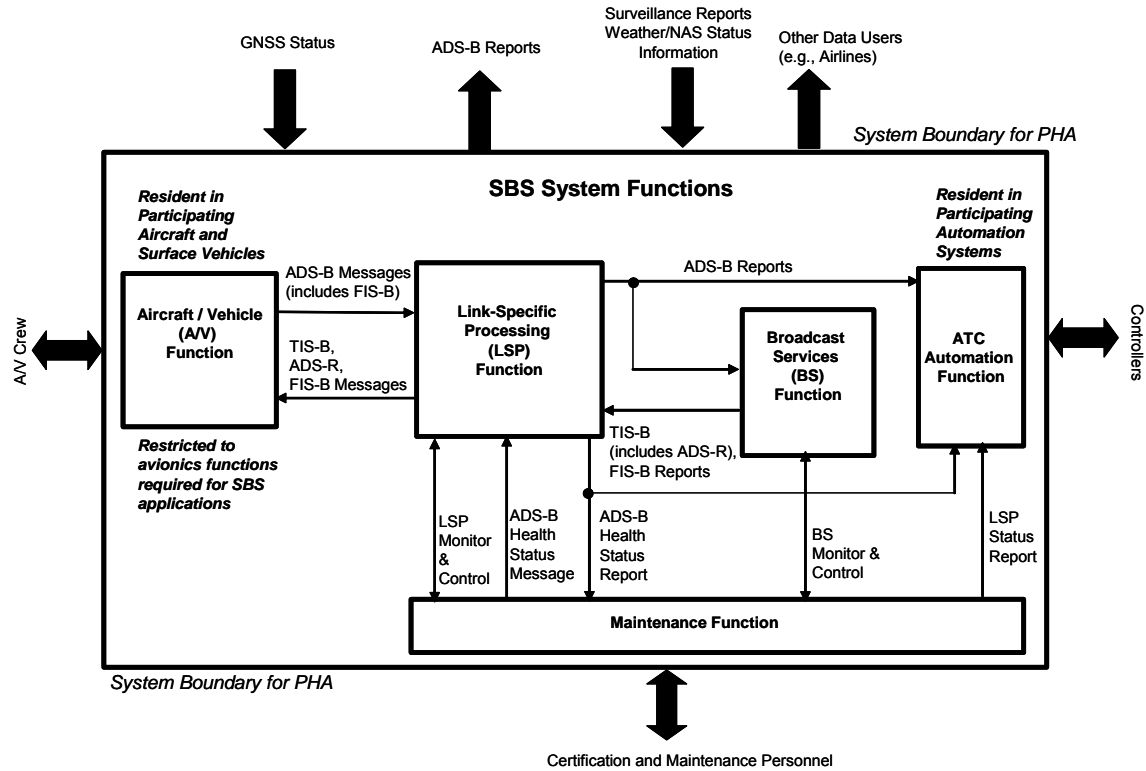 GNSS Status
ADS-B Reports
Surveillance Reports
Weather/NAS Status
Information
Other Data Users
(e.g., Airlines)
System Boundary for PHA
SBS System Functions
Resident in
Participating
Aircraft and
Surface Vehicles
Resident in
Participating
Automation
Systems
A/V Crew
Aircraft / Vehicle
(A/V)
Function
ADS-B Messages
(includes FIS-B)
TIS-B,
ADS-R,
FIS-B Messages
Link-Specific
Processing
(LSP)
Function
ADS-B Reports
Broadcast
Services
(BS)
Function
ATC
Automation
Function
Controllers
Restricted to
avionics functions
required for SBS
applications
TIS-B
(includes ADS-R),
FIS-B Reports
LSP
Monitor
&
Control
ADS-B
Health
Status
Message
ADS-B
Health
Status
Report
BS
Monitor &
Control
LSP
Status
Report
Maintenance Function
System Boundary for PHA
Certification and Maintenance Personnel